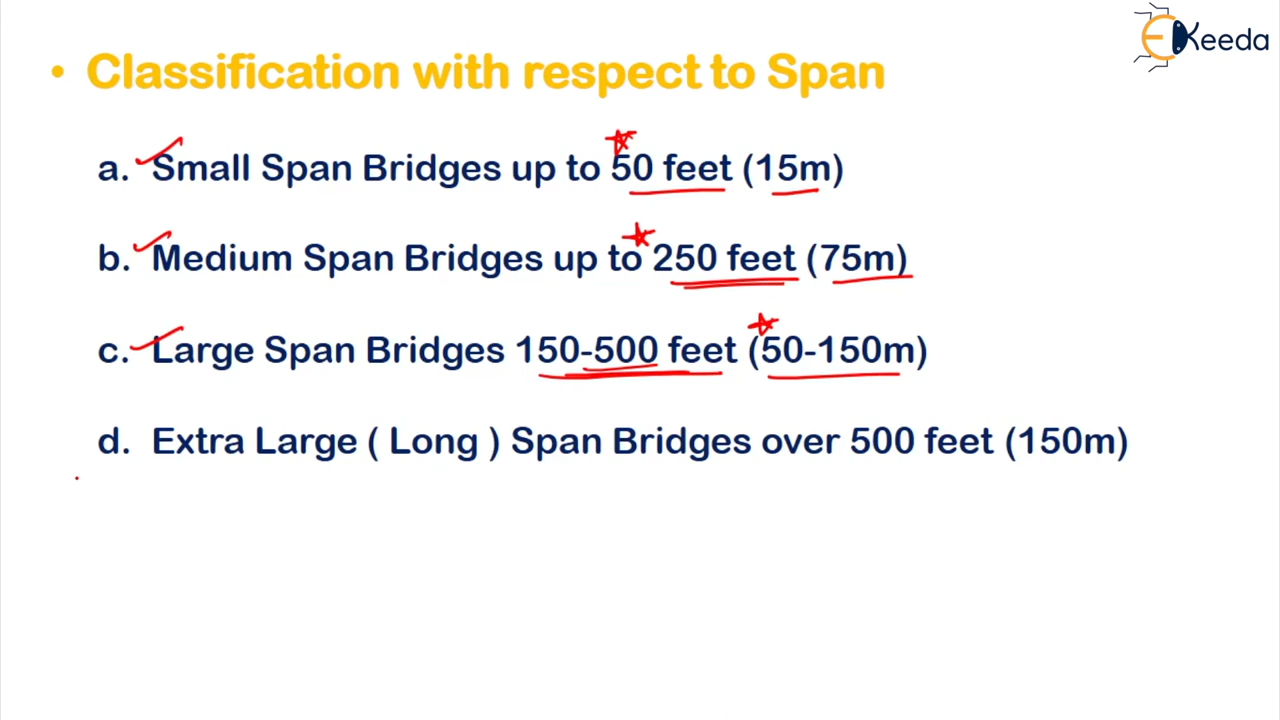 EKeeda
• Classification with respect to Span
a. Small Span Bridges up to 50 feet (15m)
b. Medium Span Bridges up to 250 feet (75m)
c. Large Span Bridges 150-500 feet (50-150m)
d. Extra Large ( Long ) Span Bridges over 500 feet (150m)